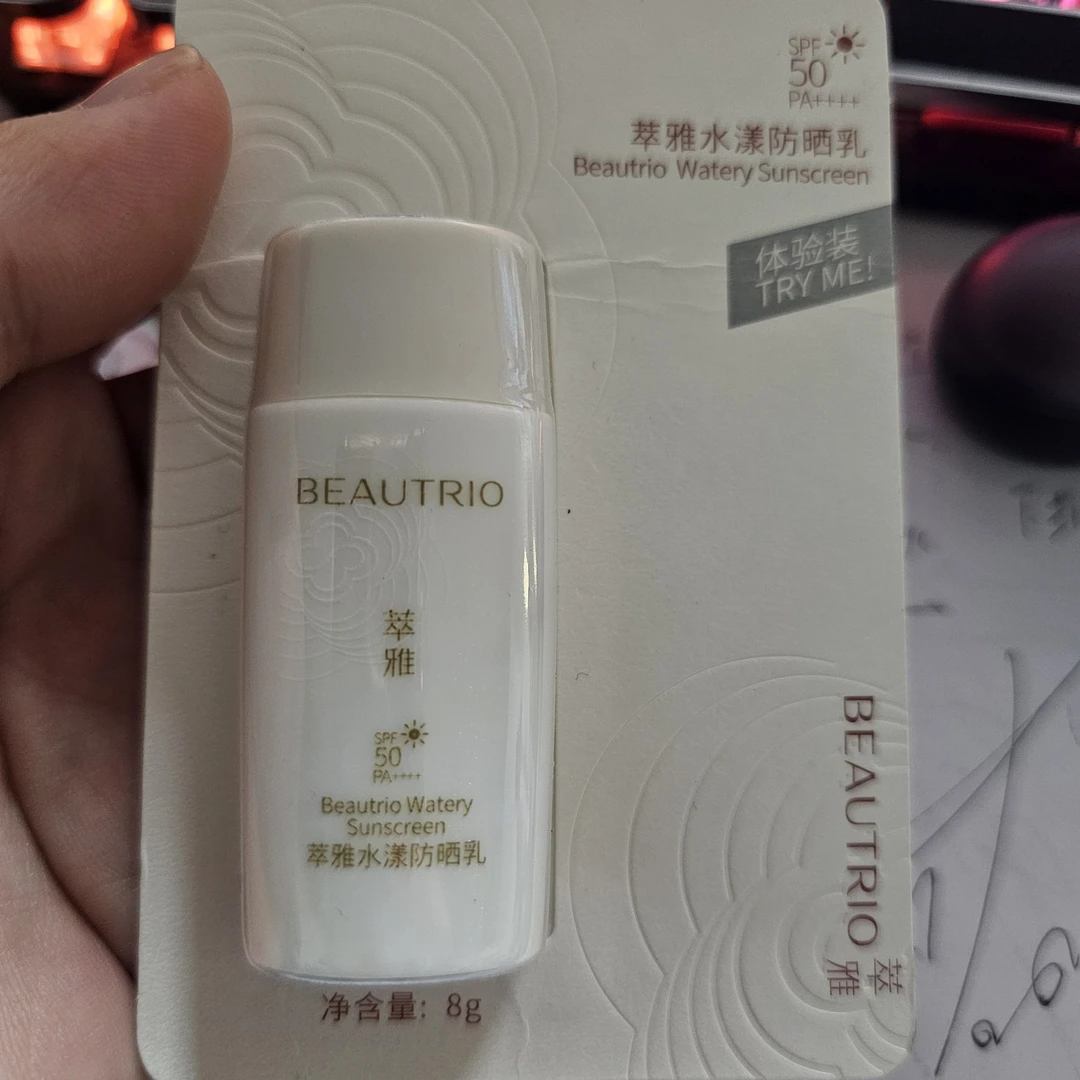 SPF
50
PA++++
萃雅水漾防晒乳
Beautrio Watery Sunscreen
体验装
TRY ME!
BEAUTRIO
萃
雅
SPF
50
PA++++
Beautrio Watery
Sunscreen
萃雅水漾防晒乳
净含量: 8g
BEAUTRIO
萃
雅